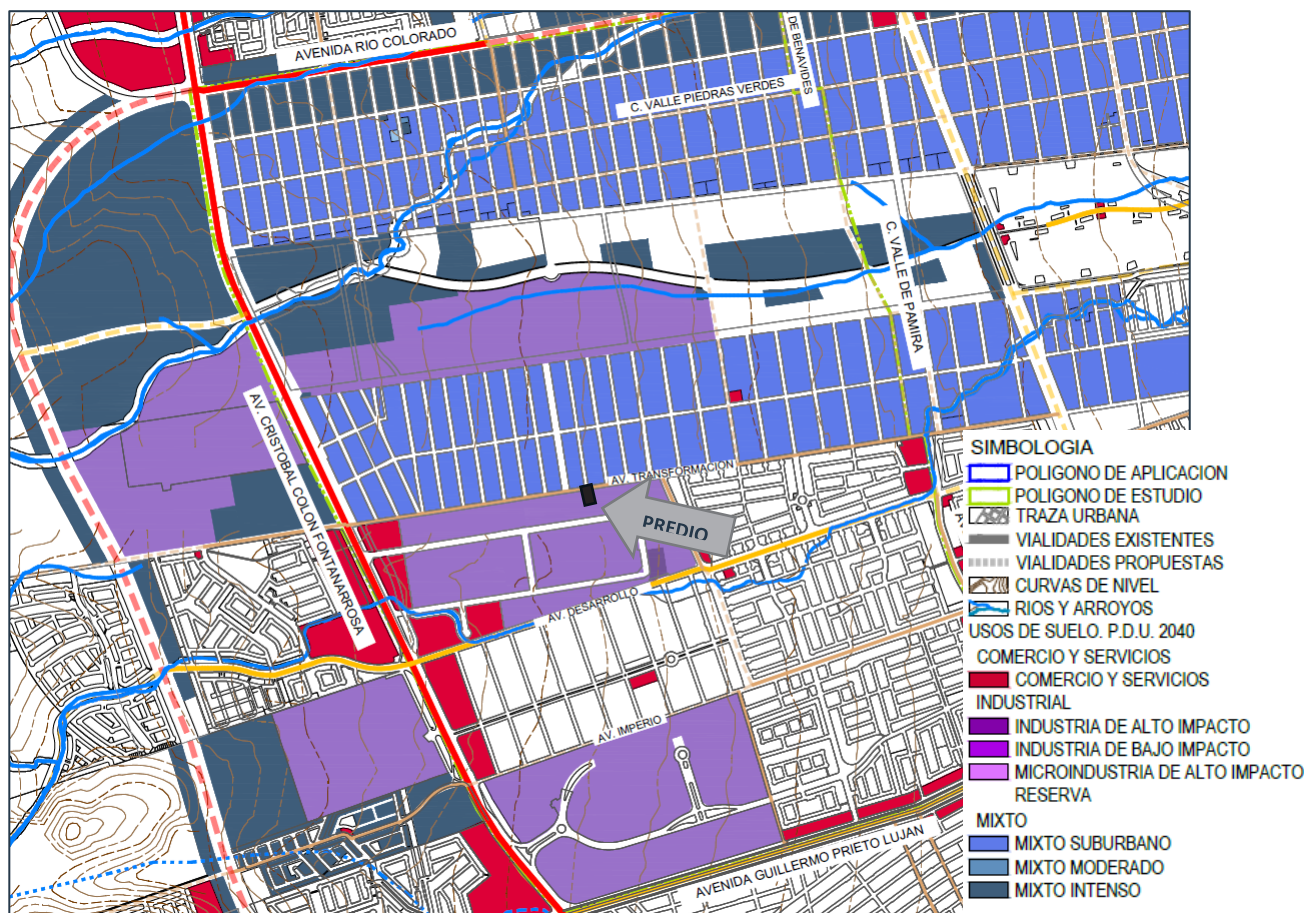 AVENIDA RIO COLORADO
DE BENAVIDES
C. VALLE PIEDRAS VERDES
C. VALLE DE PAMIRA
AV. CRISTOBAL COLON FONTANARROSA
AV. TRANSFORMACION
PREDIO
AV. DESARROLLO
AV. IMPERIO
AVENIDA GUILLERMO PRIETO LUJAN
SIMBOLOGIA
POLIGONO DE APLICACION
POLIGONO DE ESTUDIO
TRAZA URBANA
VIALIDADES EXISTENTES
VIALIDADES PROPUESTAS
CURVAS DE NIVEL
RIOS Y ARROYOS
USOS DE SUELO. P.D.U. 2040
COMERCIO Y SERVICIOS
COMERCIO Y SERVICIOS
INDUSTRIAL
INDUSTRIA DE ALTO IMPACTO
INDUSTRIA DE BAJO IMPACTO
MICROINDUSTRIA DE ALTO IMPACTO
RESERVA
MIXTO
MIXTO SUBURBANO
MIXTO MODERADO
MIXTO INTENSO